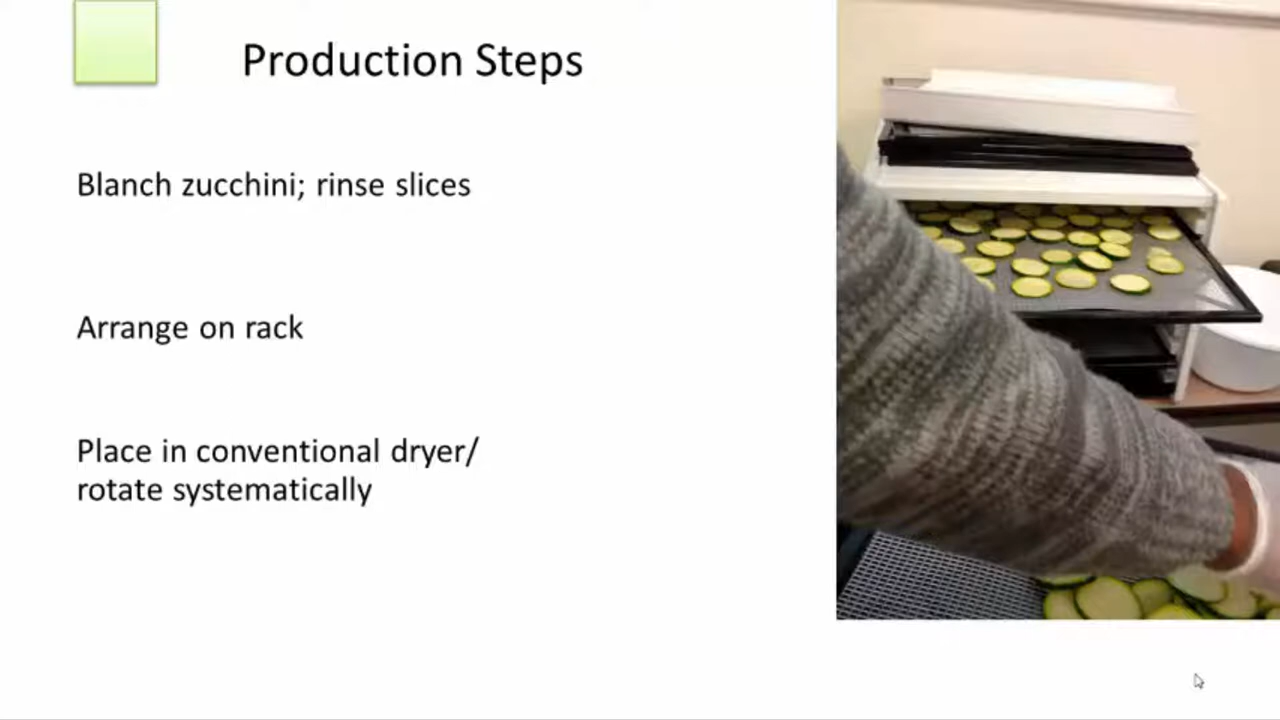 Production Steps
Blanch zucchini; rinse slices
Arrange on rack
Place in conventional dryer/
rotate systematically